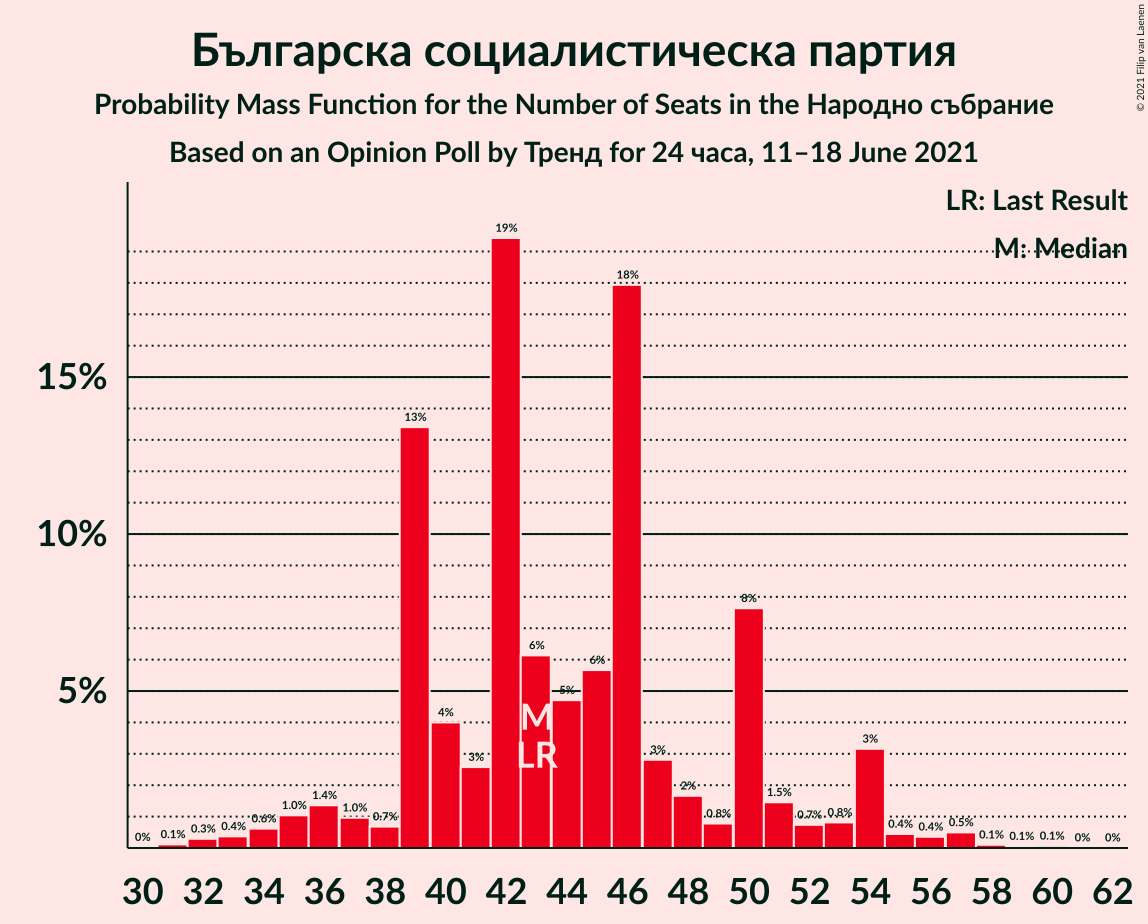 Българска социалистическа партия
Probability Mass Function for the Number of Seats in the Народно събрание
Based on an Opinion Poll by Тренд for 24 часа, 11–18 June 2021
© 2021 Filip van Laenen
LR: Last Result
M: Median
15%
10%
5%
0% 0.1% 0.3% 0.4% 0.6% 1.0% 1.4% 1.0% 0.7% 13% 4% 3% 19% 6% 5% 6% 18% 3% 2% 0.8% 8% 1.5% 0.7% 0.8% 3% 0.4% 0.4% 0.5% 0.1% 0.1% 0.1% 0% 0%
M
LR
30 32 34 36 38 40 42 44 46 48 50 52 54 56 58 60 62